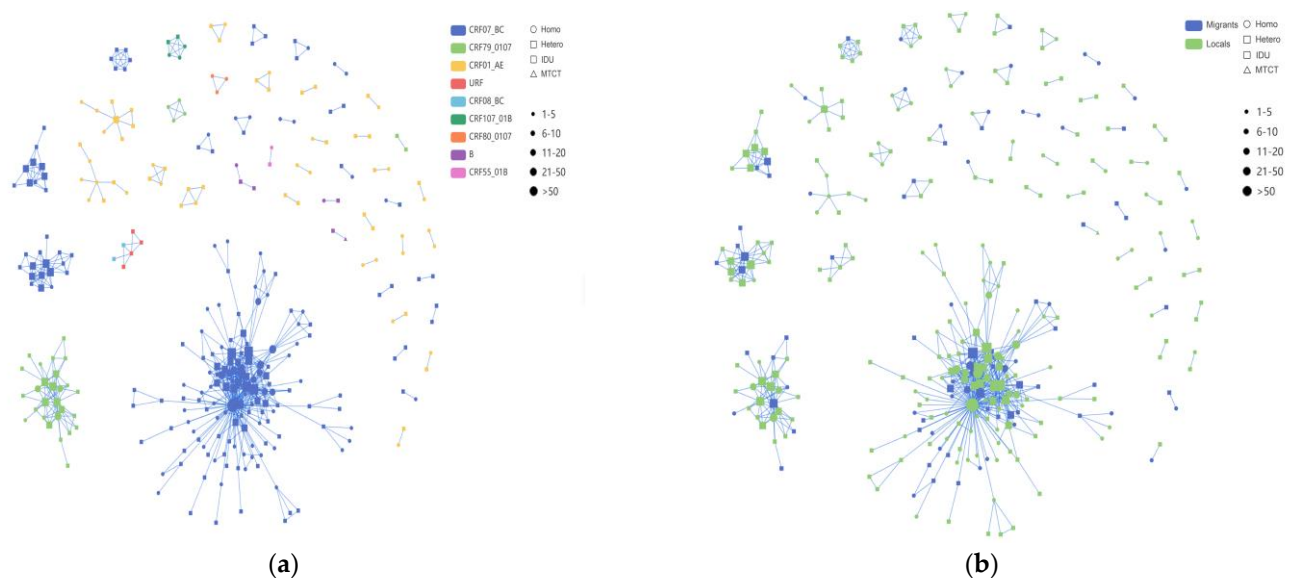 CRF07_BC
CRF79_0107
CRF01_AE
URF
CRF08_BC
CRF107_01B
CRF80_0107
B
CRF55_01B
Homo
Hetero
IDU
MTCT
1-5
6-10
11-20
21-50
>50
(a)
Migrants
Locals
Homo
Hetero
IDU
MTCT
1-5
6-10
11-20
21-50
>50
(b)